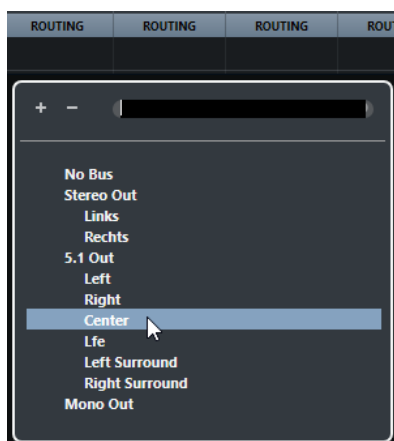 ROUTING ROUTING ROUTING
+ −
No Bus
Stereo Out
Links
Rechts
5.1 Out
Left
Right
Center
Lfe
Left Surround
Right Surround
Mono Out